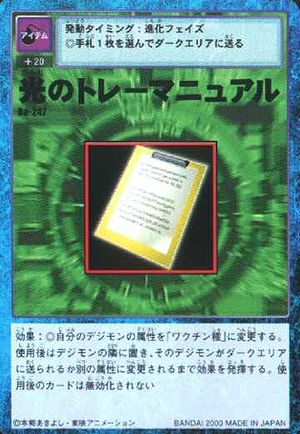 アイテム
+20
発動タイミング：進化フェイズ
◎手札1枚を選んでダークエリアに送る
光のトレーマニュアル
Bo-247
効果：◎自分のデジモンの属性を「ワクチン種」に変更する。
使用後はデジモンの隣に置き、そのデジモンがダークエリア
に送られるか別の属性に変更されるまで効果を発揮する。使
用後のカードは無効化されない
©本郷あきよし・東映アニメーション
BANDAI 2000 MADE IN JAPAN